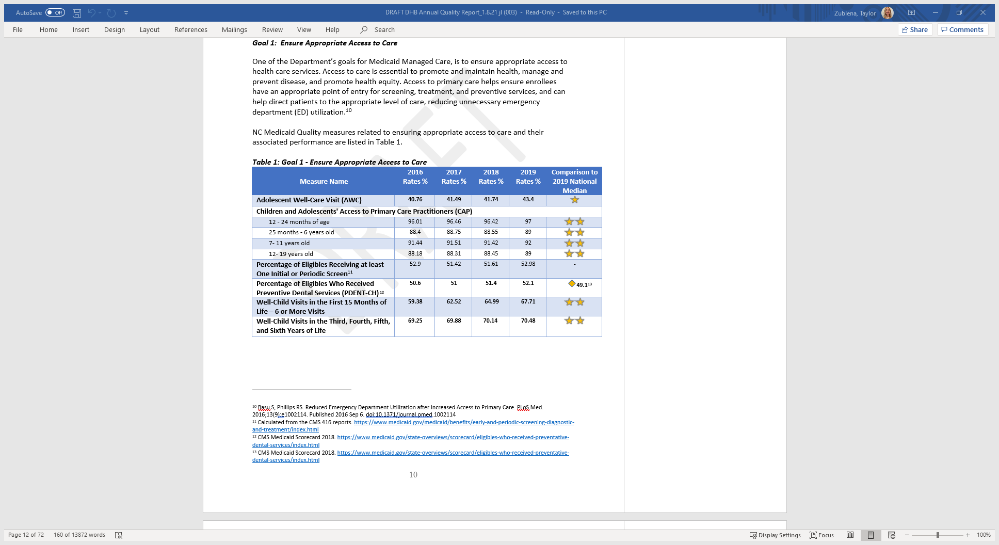 AutoSave Off DRAFT DHB Annual Quality Report_1.8.21 jl (003) - Read-Only - Saved to this PC Zublena, Taylor
File Home Insert Design Layout References Mailings Review View Help Search Share Comments
Goal 1: Ensure Appropriate Access to Care
One of the Department's goals for Medicaid Managed Care, is to ensure appropriate access to
health care services. Access to care is essential to promote and maintain health, manage and
prevent disease, and promote health equity. Access to primary care helps ensure enrollees
have an appropriate point of entry for screening, treatment, and preventive services, and can
help direct patients to the appropriate level of care, reducing unnecessary emergency
department (ED) utilization.10
NC Medicaid Quality measures related to ensuring appropriate access to care and their
associated performance are listed in Table 1.
DRAFT
Table 1: Goal 1 - Ensure Appropriate Access to Care
Measure Name 2016 Rates % 2017 Rates % 2018 Rates % 2019 Rates % Comparison to 2019 National Median
Adolescent Well-Care Visit (AWC) 40.76 41.49 41.74 43.4
Children and Adolescents' Access to Primary Care Practitioners (CAP)
12 - 24 months of age 96.01 96.46 96.42 97
25 months - 6 years old 88.4 88.75 88.55 89
7- 11 years old 91.44 91.51 91.42 92
12- 19 years old 88.18 88.31 88.45 89
Percentage of Eligibles Receiving at least 52.9 51.42 51.61 52.98 -
One Initial or Periodic Screen11
Percentage of Eligibles Who Received 50.6 51 51.4 52.1 49.113
Preventive Dental Services (PDENT-CH)12
Well-Child Visits in the First 15 Months of 59.38 62.52 64.99 67.71
Life – 6 or More Visits
Well-Child Visits in the Third, Fourth, Fifth, 69.25 69.88 70.14 70.48
and Sixth Years of Life
10 Basu S, Phillips RS. Reduced Emergency Department Utilization after Increased Access to Primary Care. PLoS Med.
2016;13(9):e1002114. Published 2016 Sep 6. doi:10.1371/journal.pmed.1002114
11 Calculated from the CMS 416 reports. https://www.medicaid.gov/medicaid/benefits/early-and-periodic-screening-diagnostic-
and-treatment/index.html
12 CMS Medicaid Scorecard 2018. https://www.medicaid.gov/state-overviews/scorecard/eligibles-who-received-preventative-
dental-services/index.html
13 CMS Medicaid Scorecard 2018. https://www.medicaid.gov/state-overviews/scorecard/eligibles-who-received-preventative-
dental-services/index.html
10
Page 12 of 72 160 of 13872 words Display Settings Focus 100%